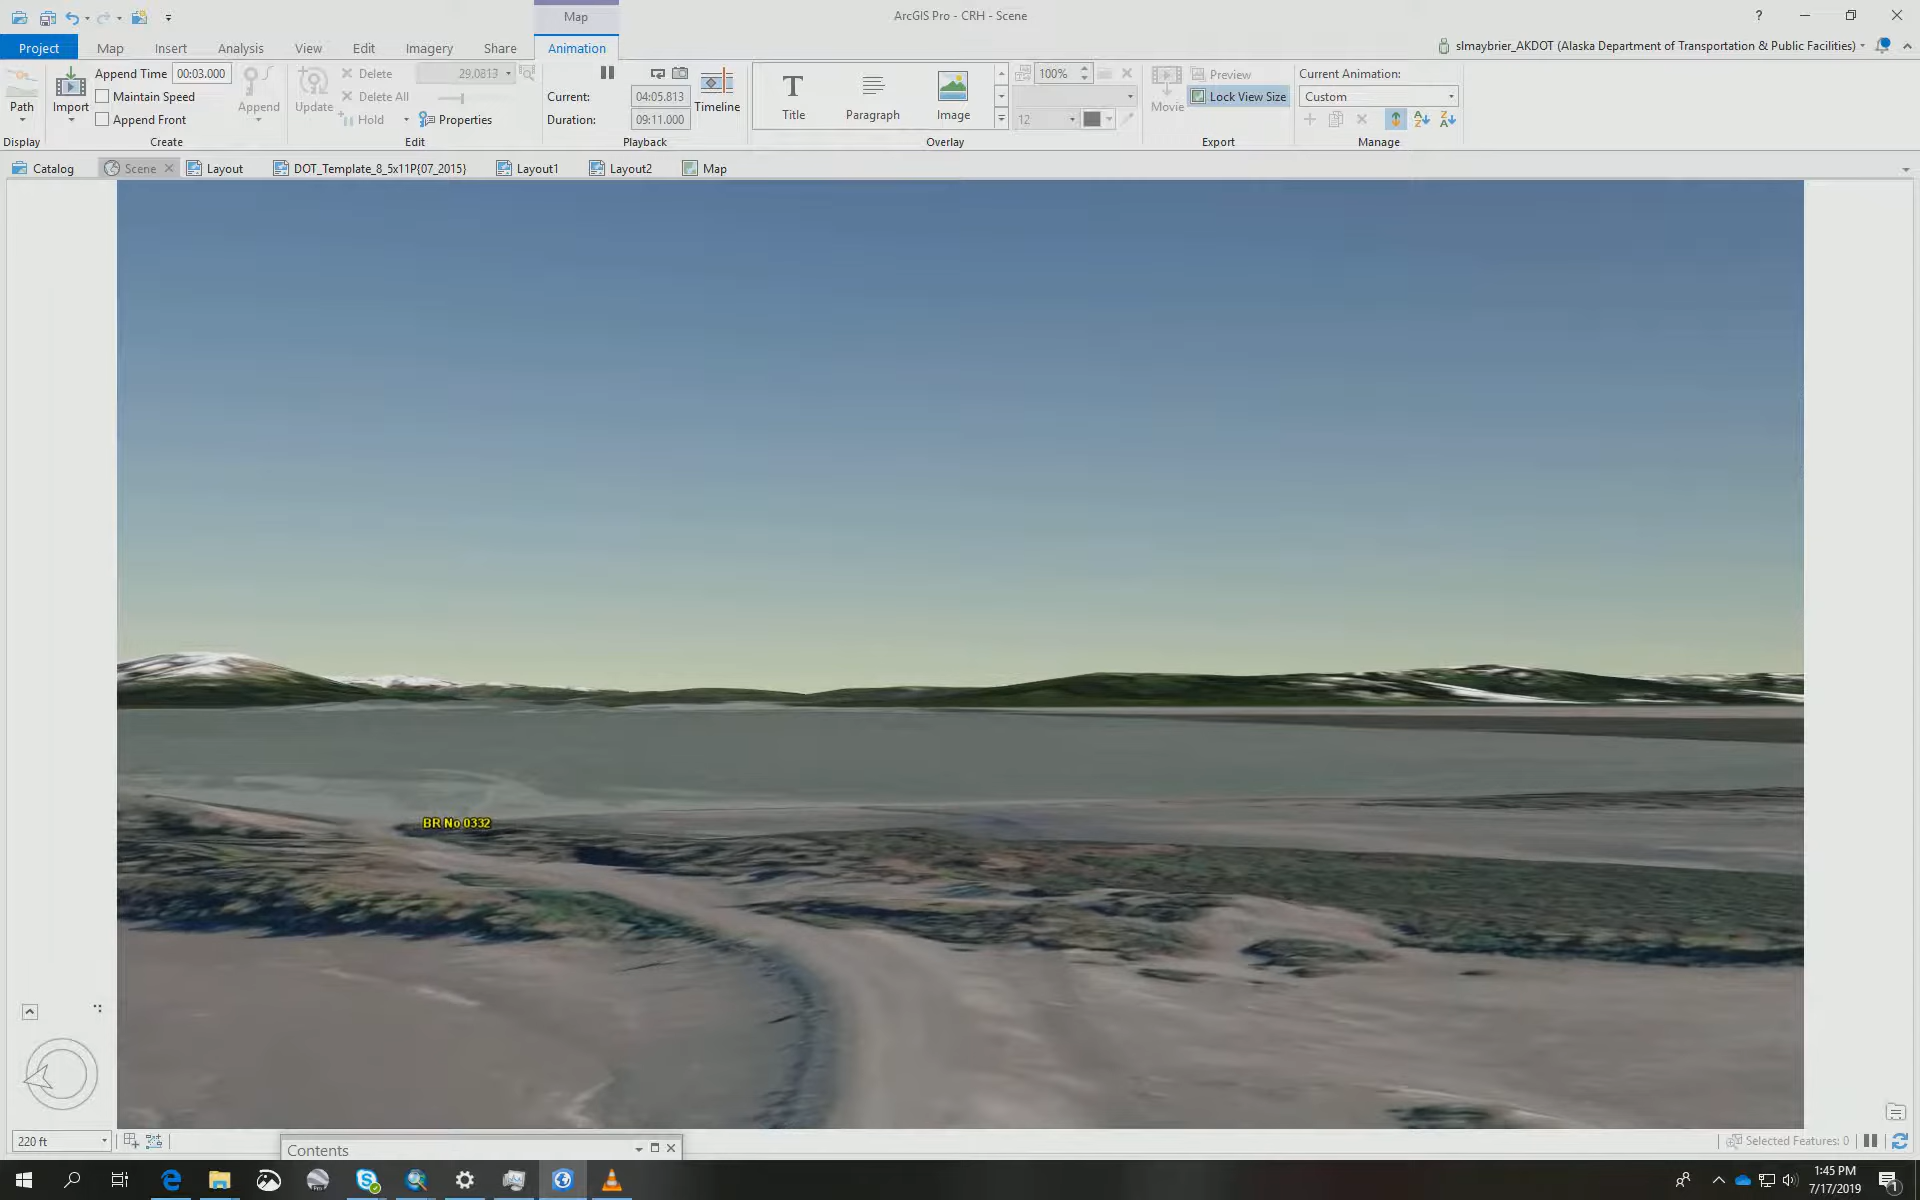 Map
ArcGIS Pro - CRH - Scene
?
Project Map Insert Analysis View Edit Imagery Share Animation
slmaybrier_AKDOT (Alaska Department of Transportation & Public Facilities)
Path
Display
Import
Append Time 00:03.000
Maintain Speed
Append Front
Append
Create
Update
Delete 29.0813
Delete All
Hold Properties
Edit
Current: 04:05.813
Duration: 09:11.000
Timeline
Playback
Title Paragraph Image
100%
12
Overlay
Movie
Preview
Lock View Size
Export
Current Animation:
Custom
Manage
Catalog Scene Layout DOT_Template_8_5x11P{07_2015} Layout1 Layout2 Map
BR No 0332
220 ft
Contents
Selected Features: 0
1:45 PM
7/17/2019
1